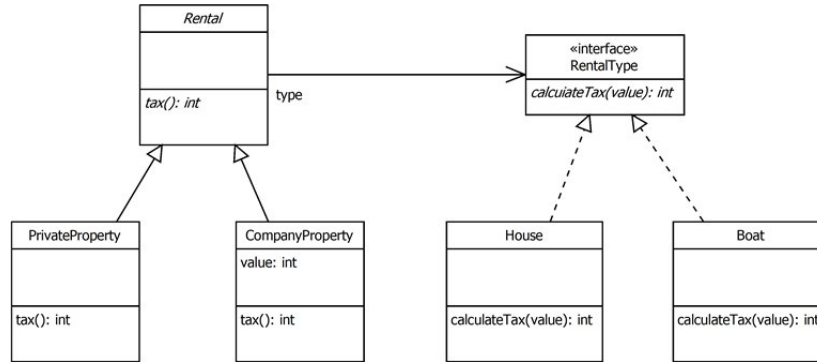 Rental
tax(): int
type
«interface»
RentalType
calcuiateTax(value): int
PrivateProperty
tax(): int
CompanyProperty
value: int
tax(): int
House
calculateTax(value): int
Boat
calculateTax(value): int